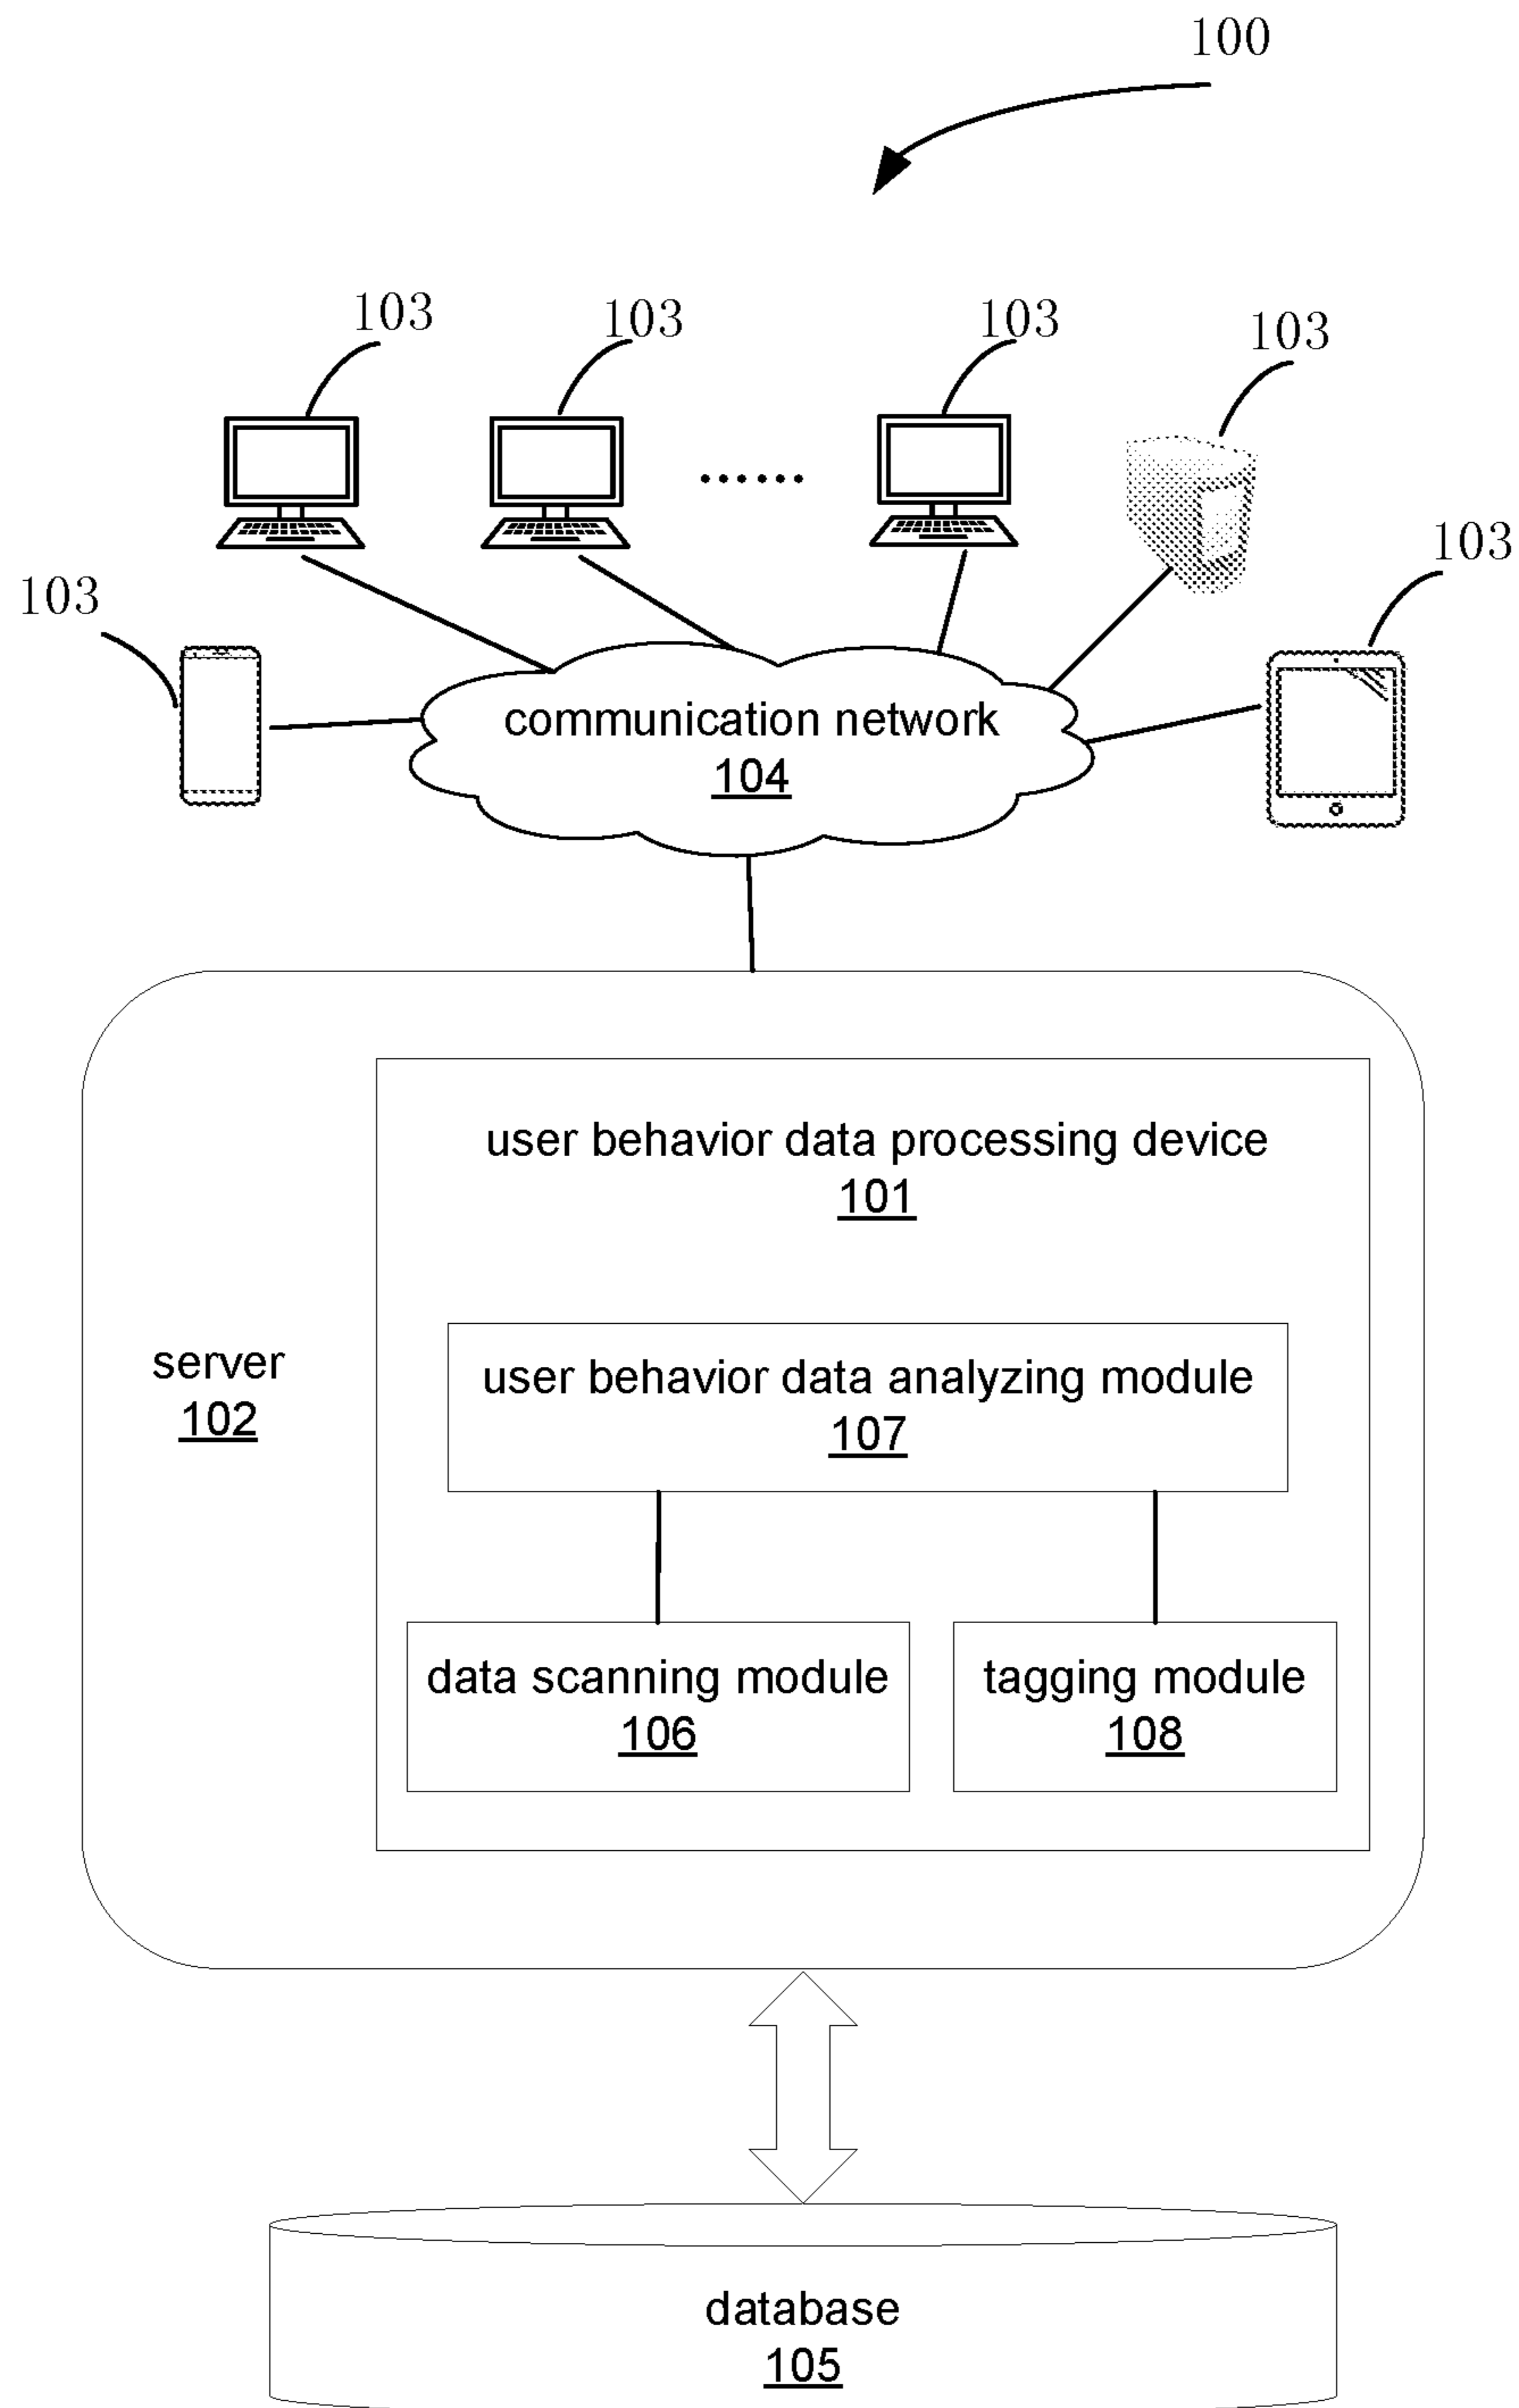 100
103
103
103
103
103
103
communication network
104
user behavior data processing device
101
server
102
user behavior data analyzing module
107
data scanning module
106
tagging module
108
database
105